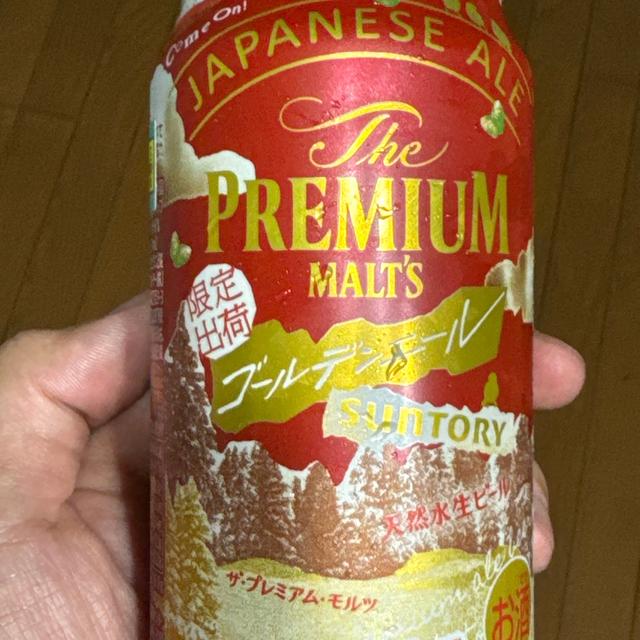 Come On!
JAPANESE ALE
The
PREMIUM
MALT'S
限定
出荷
ゴールデンエール
SUNTORY
天然水生ビール
ザ・プレミアム・モルツ
お酒